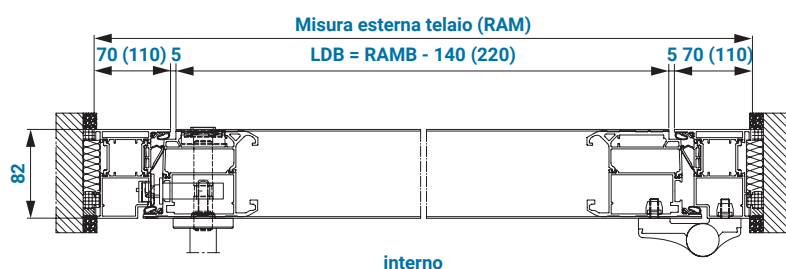 Misura esterna telaio (RAM)
70 (110) 5 LDB = RAMB - 140 (220) 5 70 (110)
82
interno